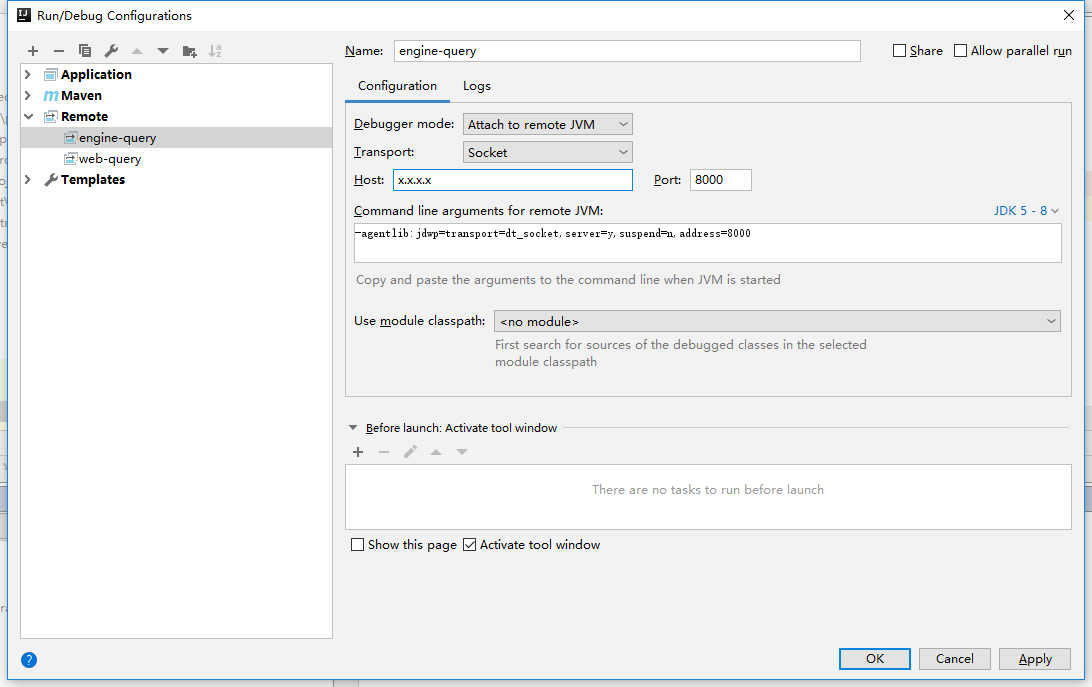 Run/Debug Configurations
Name: engine-query
Share
Allow parallel run
Application
Maven
Remote
engine-query
web-query
Templates
Configuration
Logs
Debugger mode: Attach to remote JVM
Transport: Socket
Host: x.x.x.x
Port: 8000
Command line arguments for remote JVM:
JDK 5 - 8
-agentlib:jdwp=transport=dt_socket,server=y,suspend=n,address=8000
Copy and paste the arguments to the command line when JVM is started
Use module classpath: <no module>
First search for sources of the debugged classes in the selected
module classpath
Before launch: Activate tool window
There are no tasks to run before launch
Show this page
Activate tool window
?
OK
Cancel
Apply